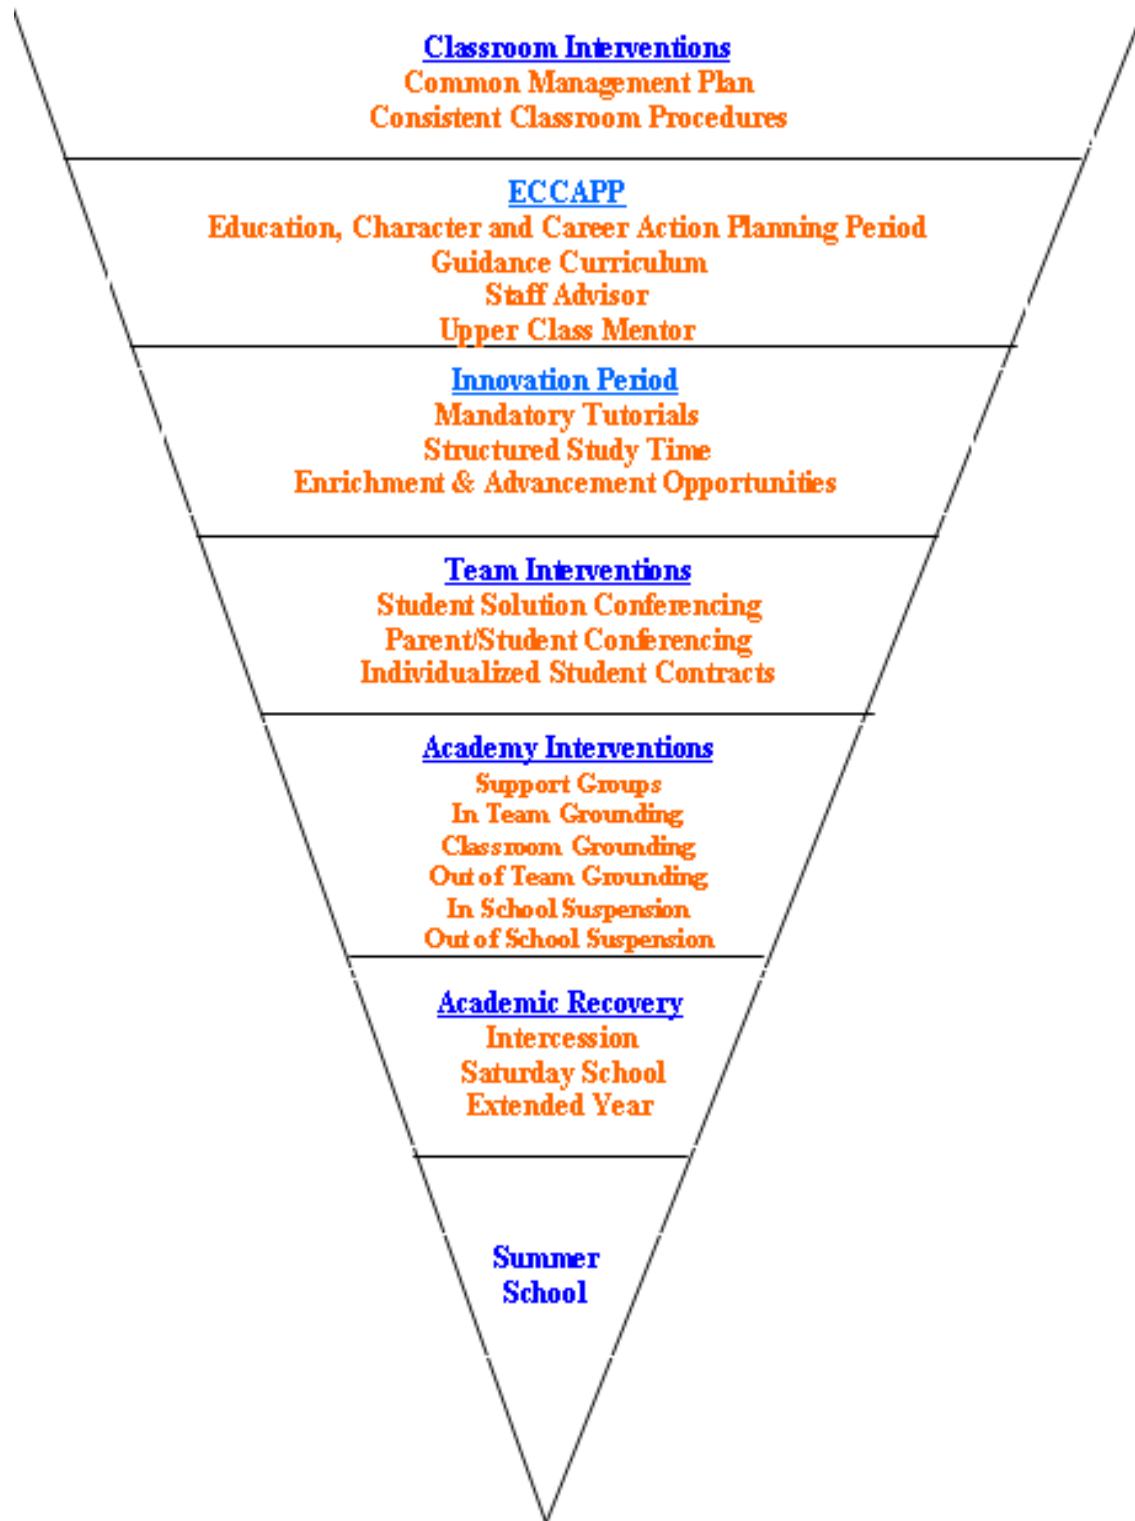 Classroom Interventions
Common Management Plan
Consistent Classroom Procedures
ECCAPP
Education, Character and Career Action Planning Period
Guidance Curriculum
Staff Advisor
Upper Class Mentor
Innovation Period
Mandatory Tutorials
Structured Study Time
Enrichment & Advancement Opportunities
Team Interventions
Student Solution Conferencing
Parent/Student Conferencing
Individualized Student Contracts
Academy Interventions
Support Groups
In Team Grounding
Classroom Grounding
Out of Team Grounding
In School Suspension
Out of School Suspension
Academic Recovery
Intercession
Saturday School
Extended Year
Summer
School